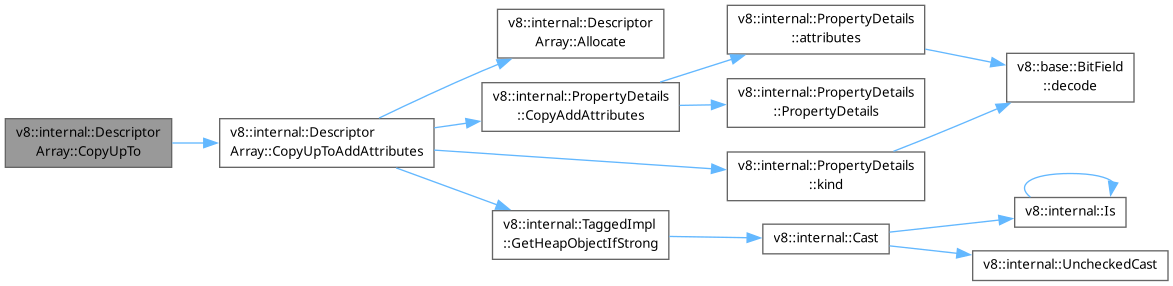 v8::internal::Descriptor
Array::CopyUpTo
v8::internal::Descriptor
Array::CopyUpToAddAttributes
v8::internal::Descriptor
Array::Allocate
v8::internal::PropertyDetails
::CopyAddAttributes
v8::internal::PropertyDetails
::attributes
v8::internal::PropertyDetails
::PropertyDetails
v8::internal::PropertyDetails
::kind
v8::base::BitField
::decode
v8::internal::TaggedImpl
::GetHeapObjectIfStrong
v8::internal::Cast
v8::internal::Is
v8::internal::UncheckedCast